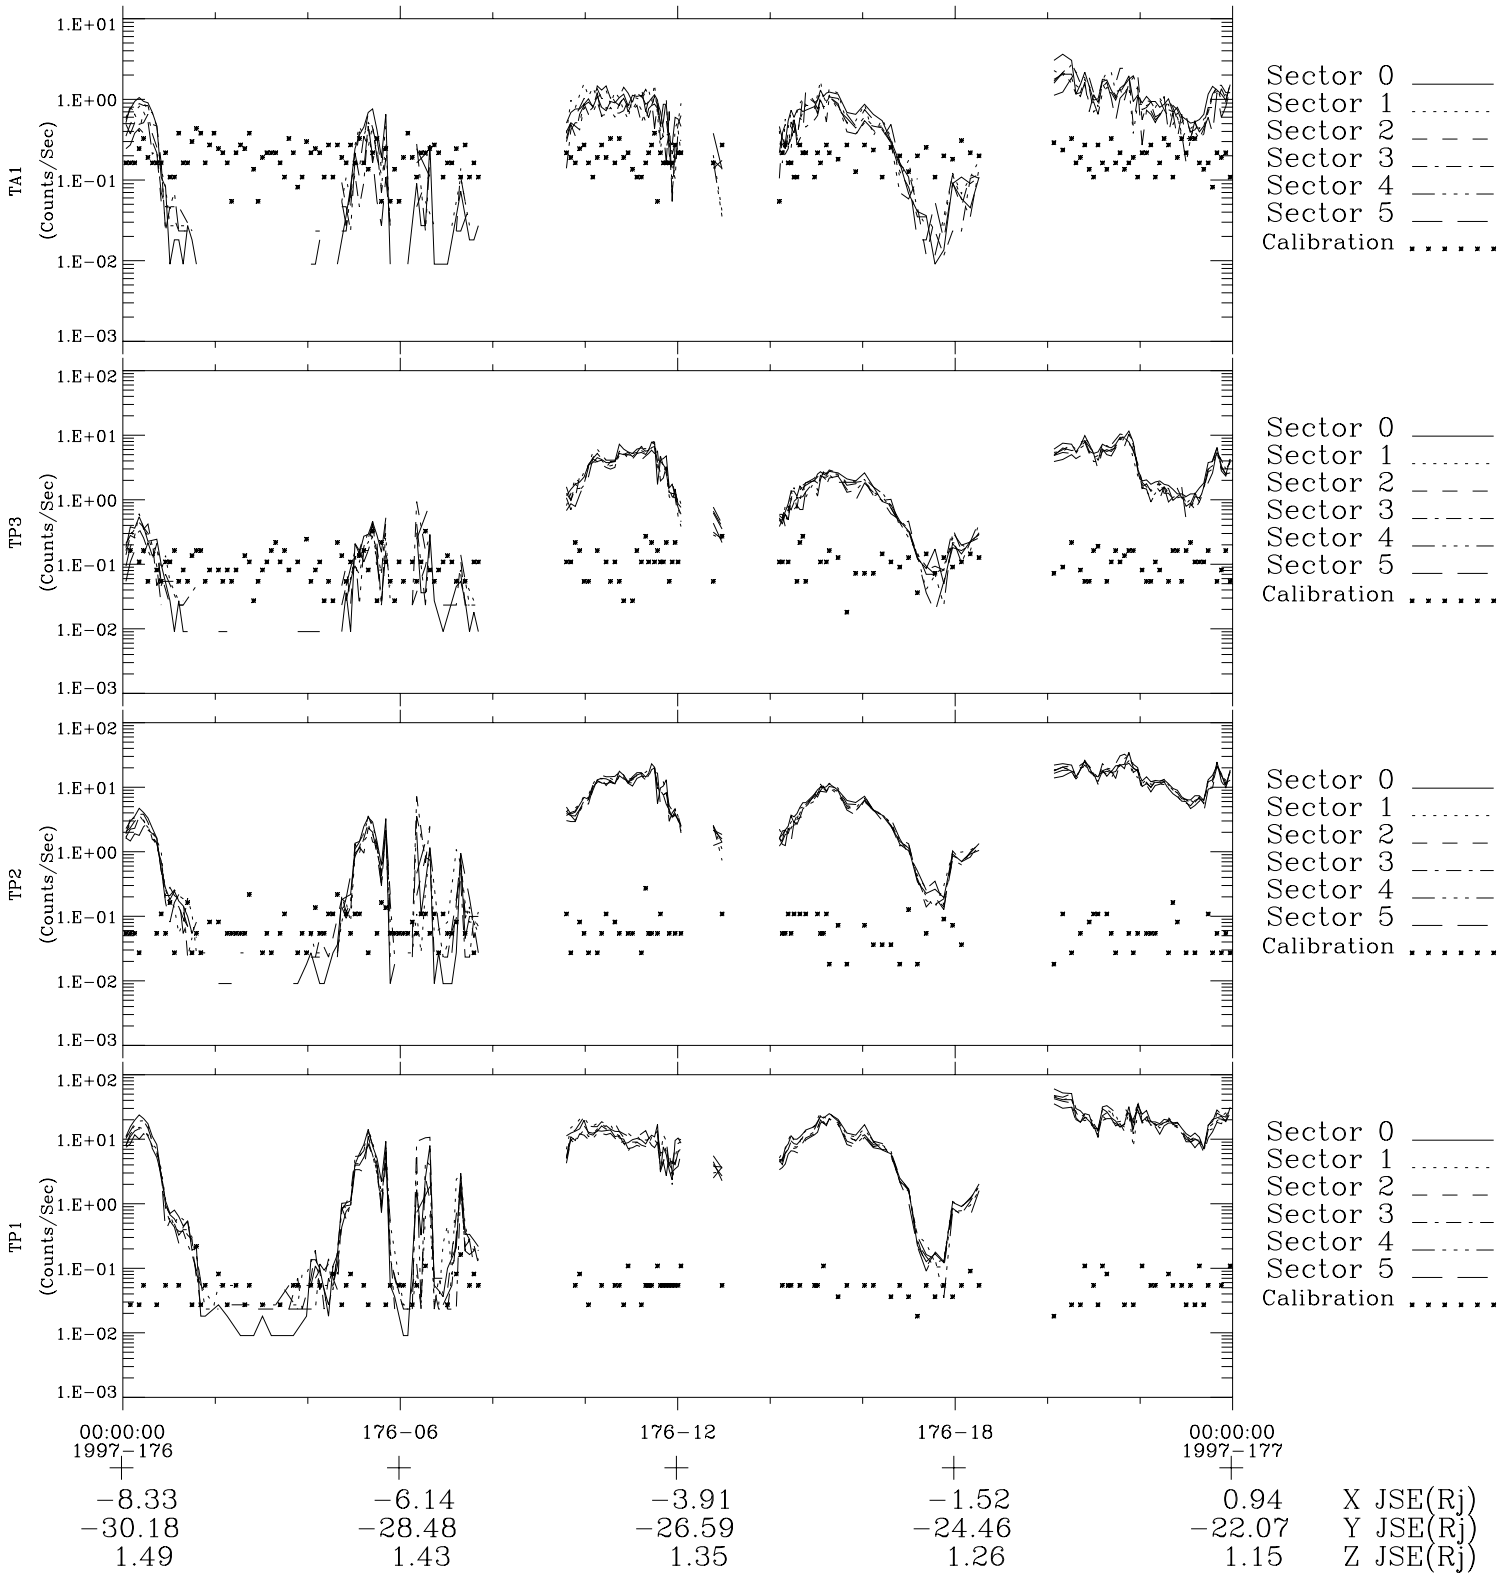 1.E+01
1.E+00
1.E-01
1.E-02
1.E-03
TA1
(Counts/Sec)
Sector 0
Sector 1
Sector 2
Sector 3
Sector 4
Sector 5
Calibration
1.E+02
1.E+01
1.E+00
1.E-01
1.E-02
1.E-03
TP3
(Counts/Sec)
Sector 0
Sector 1
Sector 2
Sector 3
Sector 4
Sector 5
Calibration
1.E+02
1.E+01
1.E+00
1.E-01
1.E-02
1.E-03
TP2
(Counts/Sec)
Sector 0
Sector 1
Sector 2
Sector 3
Sector 4
Sector 5
Calibration
1.E+02
1.E+01
1.E+00
1.E-01
1.E-02
1.E-03
TP1
(Counts/Sec)
Sector 0
Sector 1
Sector 2
Sector 3
Sector 4
Sector 5
Calibration
00:00:00 176-06 176-12 176-18 00:00:00
1997-176 1997-177
-8.33 -6.14 -3.91 -1.52 0.94 X JSE(Rj)
-30.18 -28.48 -26.59 -24.46 -22.07 Y JSE(Rj)
1.49 1.43 1.35 1.26 1.15 Z JSE(Rj)